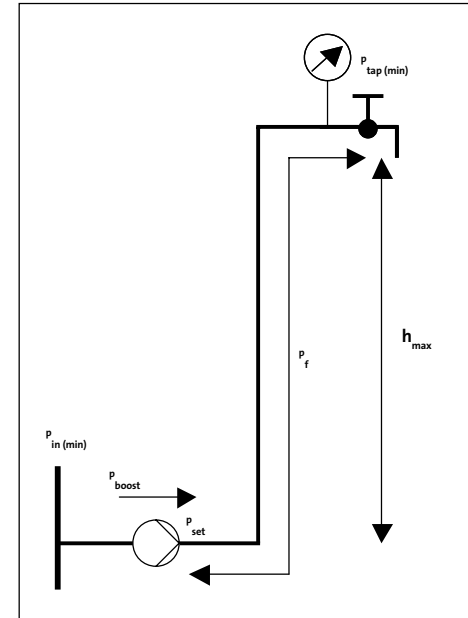 p tap (min)
p f
h max
p in (min)
p boost
p set